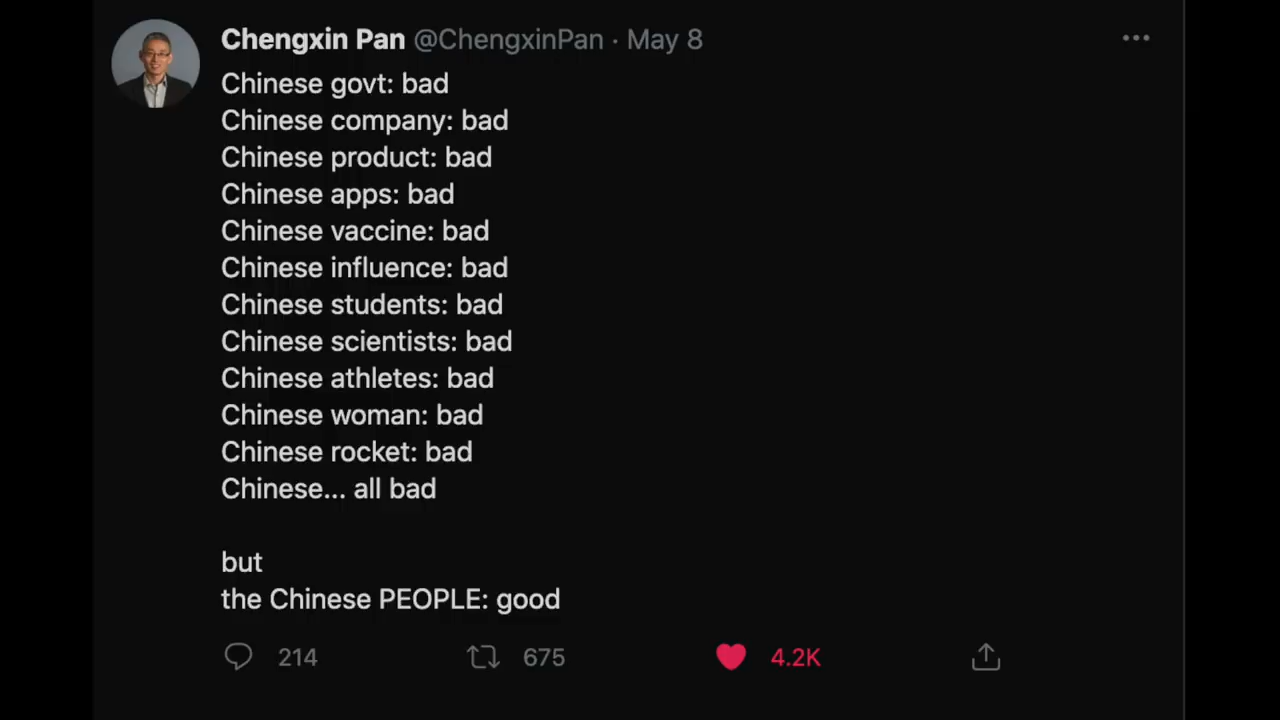 Chengxin Pan @ChengxinPan · May 8
Chinese govt: bad
Chinese company: bad
Chinese product: bad
Chinese apps: bad
Chinese vaccine: bad
Chinese influence: bad
Chinese students: bad
Chinese scientists: bad
Chinese athletes: bad
Chinese woman: bad
Chinese rocket: bad
Chinese... all bad
but
the Chinese PEOPLE: good
214 675 4.2K